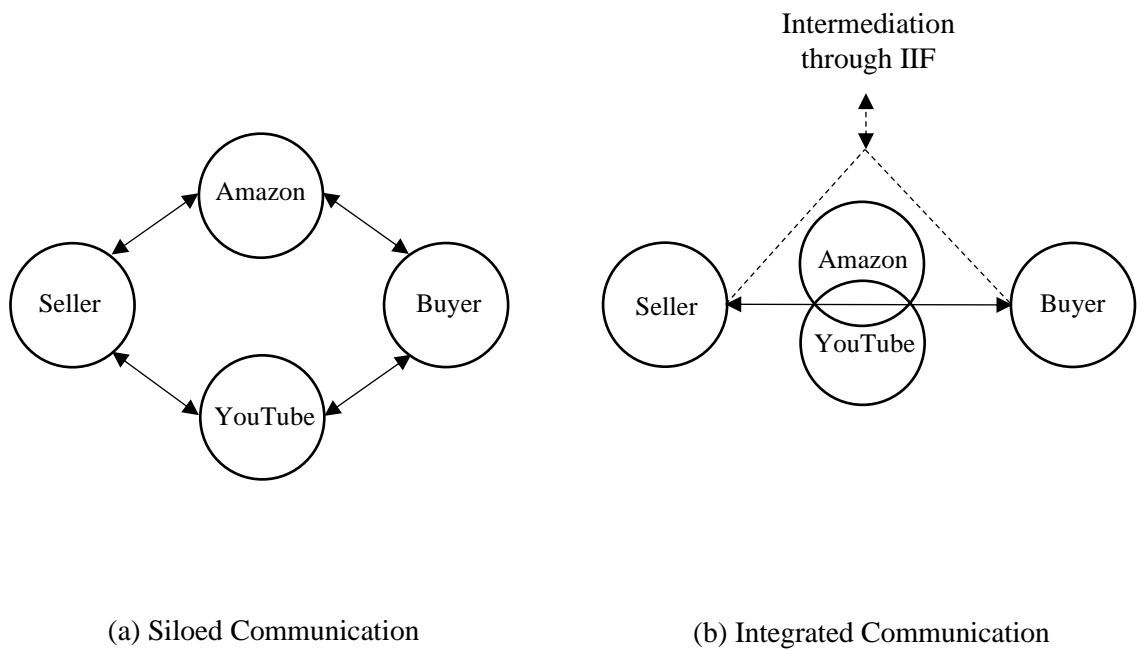 Intermediation
through IIF
Amazon
Seller
Buyer
YouTube
Amazon
Seller
Buyer
YouTube
(a) Siloed Communication
(b) Integrated Communication